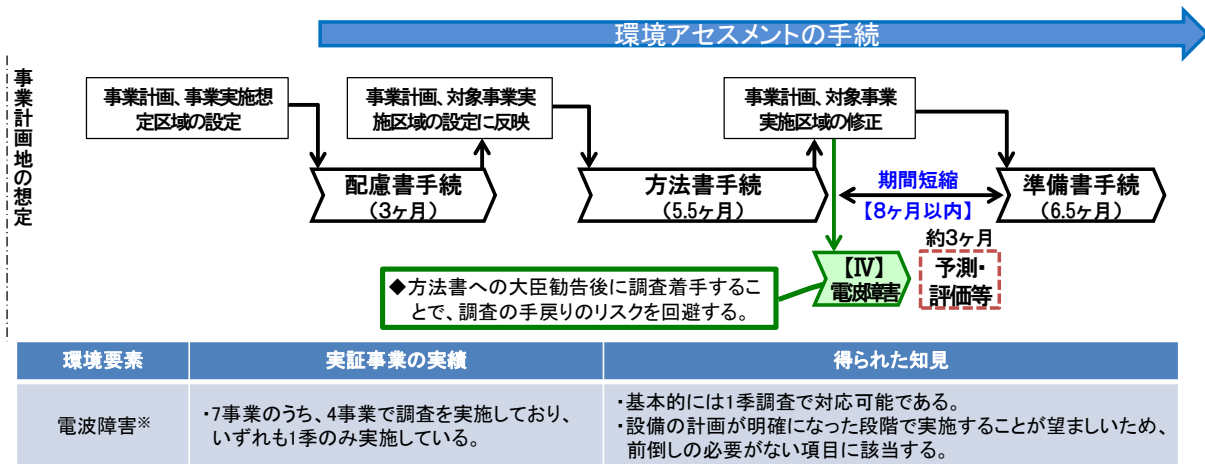 環境アセスメントの手続
事業計画地の想定
事業計画、事業実施想
定区域の設定
事業計画、対象事業実
施区域の設定に反映
事業計画、対象事業
実施区域の修正
配慮書手続
（3ヶ月）
方法書手続
（5.5ヶ月）
期間短縮
【8ヶ月以内】
準備書手続
（6.5ヶ月）
約3ヶ月
【Ⅳ】
電波障害
予測・
評価等
◆方法書への大臣勧告後に調査着手するこ
とで、調査の手戻りのリスクを回避する。
環境要素
実証事業の実績
得られた知見
電波障害※
・7事業のうち、4事業で調査を実施しており、
いずれも1季のみ実施している。
・基本的には1季調査で対応可能である。
・設備の計画が明確になった段階で実施することが望ましいため、
前倒しの必要がない項目に該当する。